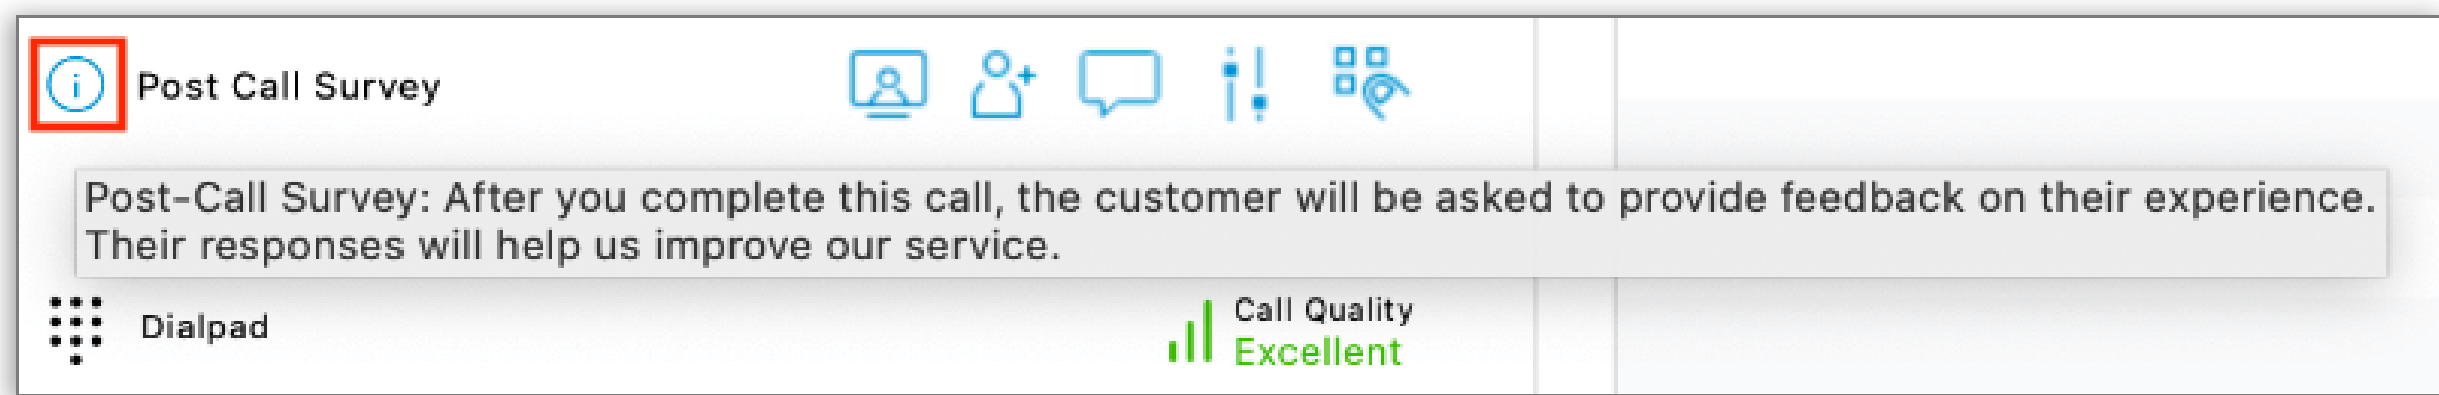 Post Call Survey
Post-Call Survey: After you complete this call, the customer will be asked to provide feedback on their experience.
Their responses will help us improve our service.
Dialpad
Call Quality
Excellent